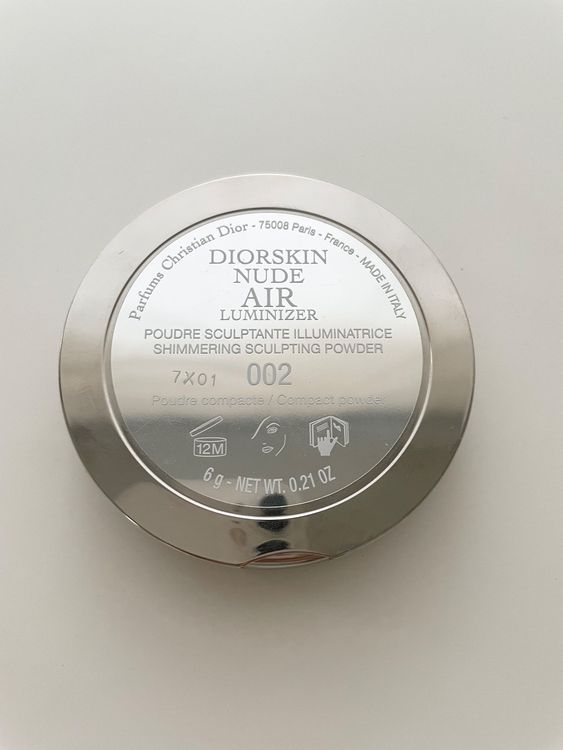 Parfums Christian Dior - 75008 Paris - France - MADE IN ITALY
DIORSKIN
NUDE
AIR
LUMINIZER
POUDRE SCULPTANTE ILLUMINATRICE
SHIMMERING SCULPTING POWDER
7X01 002
Poudre compacte / Compact powder
12M
6 g - NET WT. 0.21 OZ